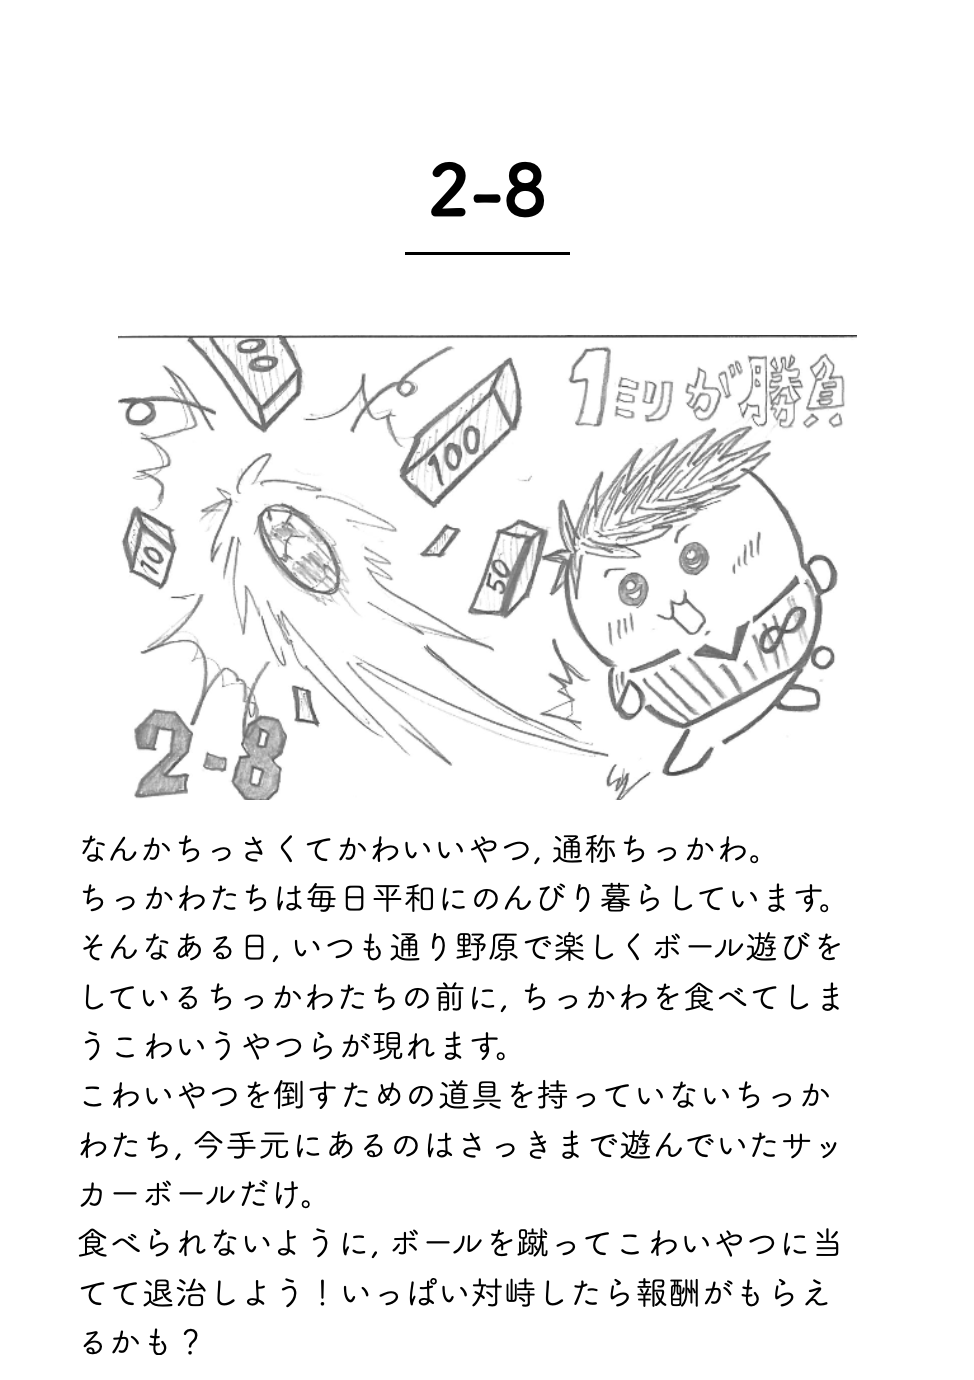 2-8
1ミリが勝負
100
10
50
8
2-8
なんかちっさくてかわいいやつ, 通称ちっかわ。
ちっかわたちは毎日平和にのんびり暮らしています。
そんなある日, いつも通り野原で楽しくボール遊びを
しているちっかわたちの前に, ちっかわを食べてしま
うこわいうやつらが現れます。
こわいやつを倒すための道具を持っていないちっか
わたち, 今手元にあるのはさっきまで遊んでいたサッ
カーボールだけ。
食べられないように, ボールを蹴ってこわいやつに当
てて退治しよう！いっぱい対峙したら報酬がもらえ
るかも？